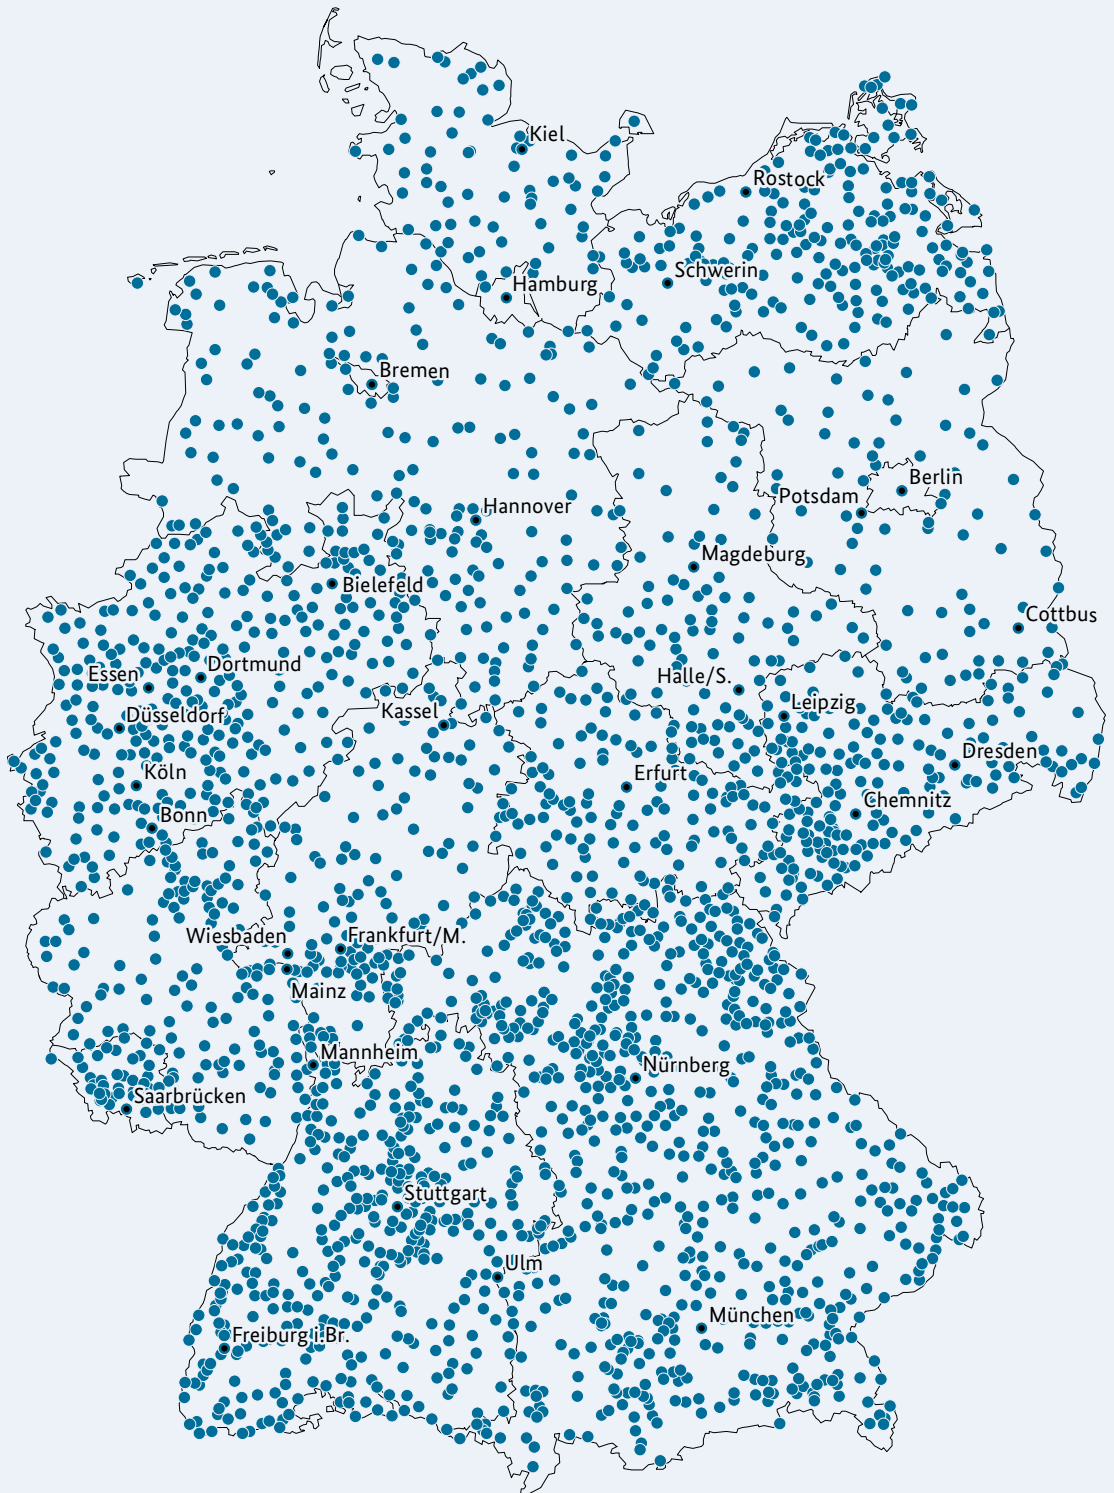 Kiel
Rostock
Schwerin
Hamburg
Bremen
Berlin
Potsdam
Hannover
Magdeburg
Bielefeld
Cottbus
Dortmund
Essen
Halle/S.
Leipzig
Kassel
Düsseldorf
Dresden
Köln
Erfurt
Chemnitz
Bonn
Wiesbaden
Frankfurt/M.
Mainz
Mannheim
Nürnberg
Saarbrücken
Stuttgart
Ulm
München
Freiburg i.Br.